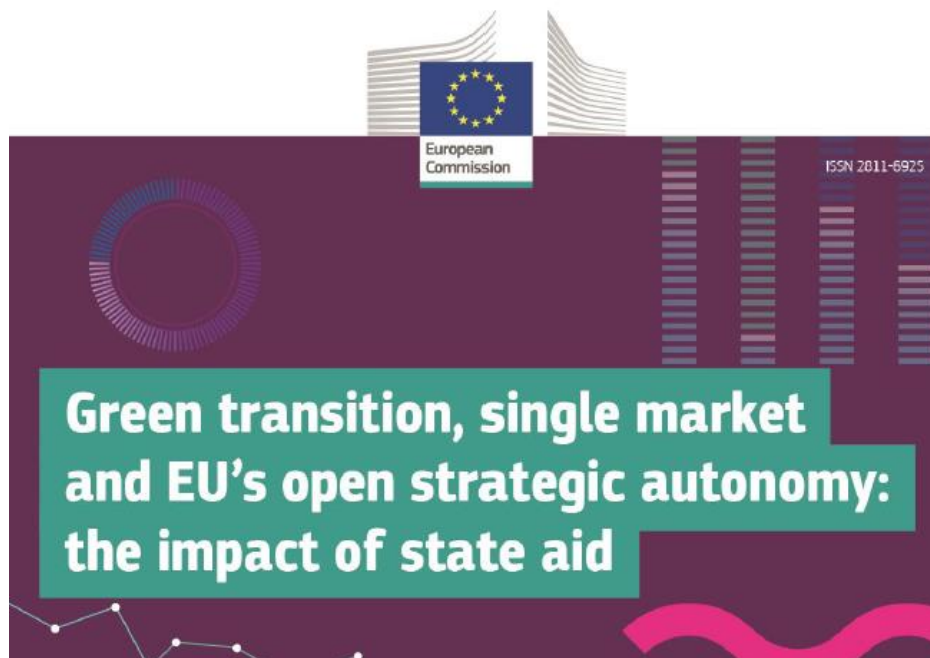 European
Commission
ISSN 2811-6925
Green transition, single market
and EU's open strategic autonomy:
the impact of state aid